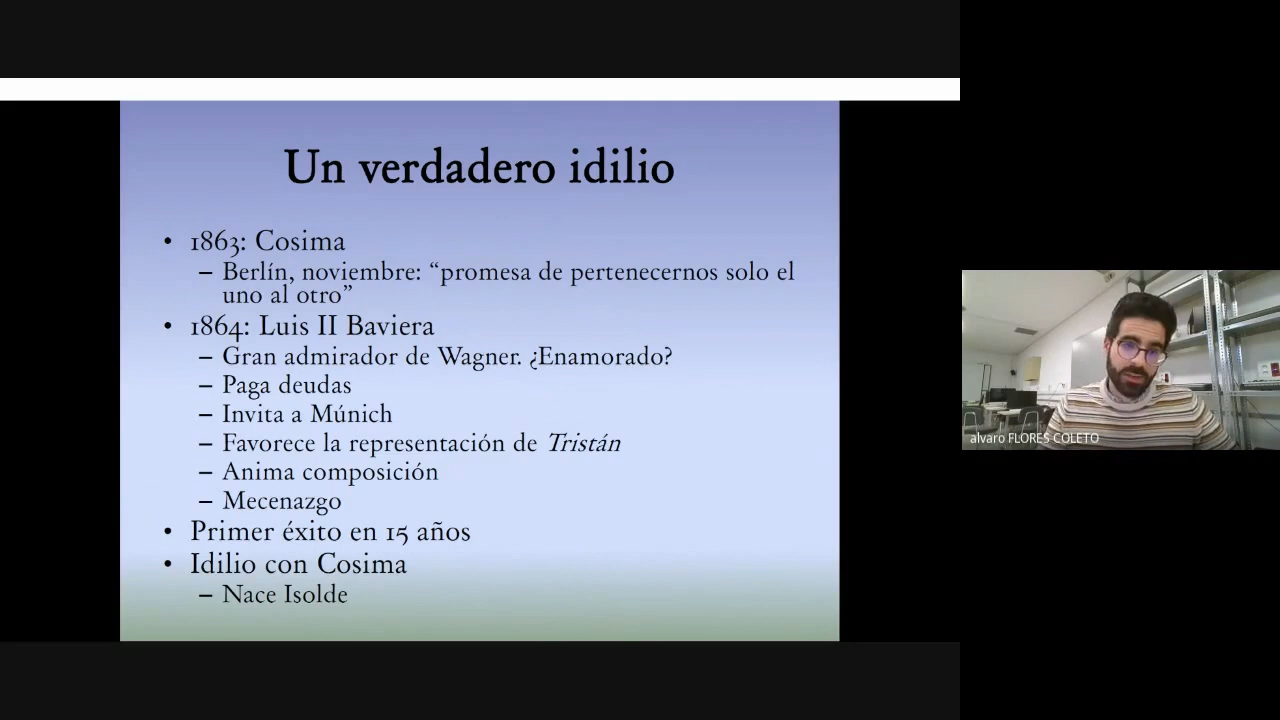 Un verdadero idilio
• 1863: Cosima
– Berlín, noviembre: “promesa de pertenecernos solo el
uno al otro”
• 1864: Luis II Baviera
– Gran admirador de Wagner. ¿Enamorado?
– Paga deudas
– Invita a Múnich
– Favorece la representación de Tristán
– Anima composición
– Mecenazgo
• Primer éxito en 15 años
• Idilio con Cosima
– Nace Isolde
alvaro FLORES COLETO